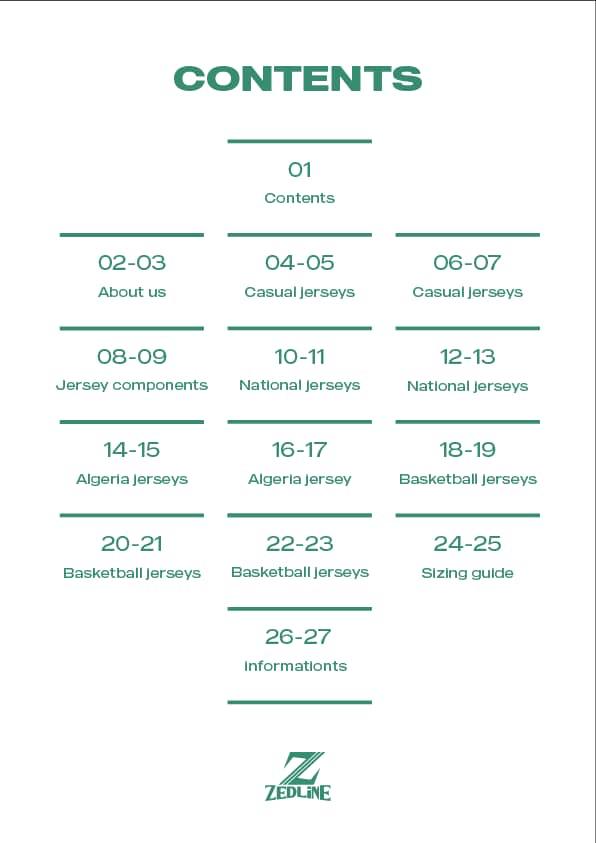 CONTENTS
01
Contents
02-03
About us
04-05
Casual jerseys
06-07
Casual jerseys
08-09
Jersey components
10-11
National jerseys
12-13
National jerseys
14-15
Algeria jerseys
16-17
Algeria jersey
18-19
Basketball jerseys
20-21
Basketball jerseys
22-23
Basketball jerseys
24-25
Sizing guide
26-27
informationts
ZEDLiNE